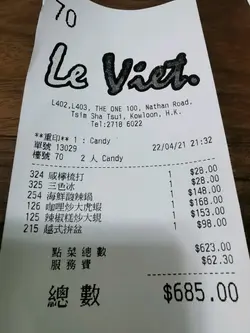 70
Le Viet.
L402,L403, THE ONE 100, Nathan Road,
Tsim Sha Tsui, Kowloon, H.K.
Tel:2718 6022
**重印** 1 : Candy
單號 13029 22/04/21 21:32
檯號 70 2 人 Candy
324 咸檸梳打 1 $28.00
325 三色冰 1 $28.00
254 海鮮酸辣鍋 1 $148.00
126 咖哩炒大虎蝦 1 $168.00
125 辣椒糕炒大蜆 1 $153.00
215 越式拼盆 1 $98.00
點菜總數 $623.00
服務費 $62.30
總數 $685.00